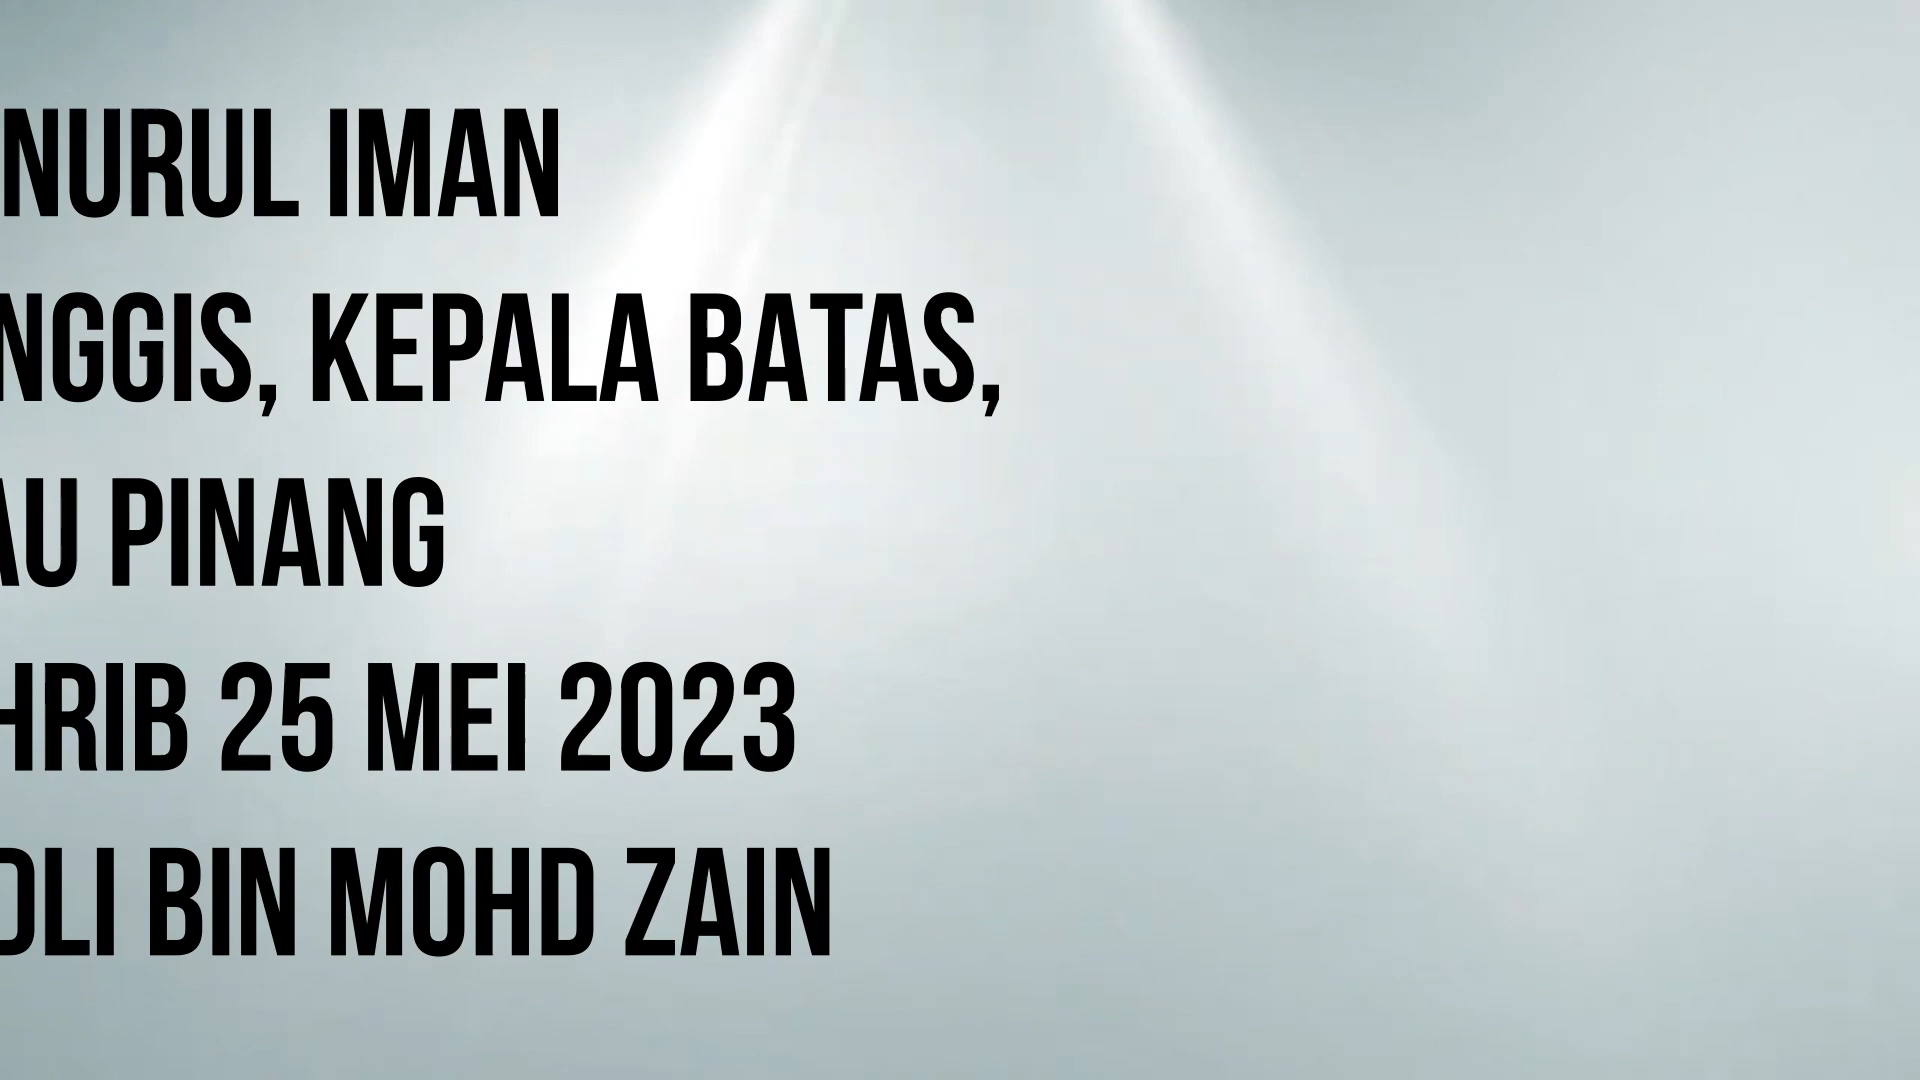 NURUL IMAN
NGGIS, KEPALA BATAS,
AU PINANG
HRIB 25 MEI 2023
DLI BIN MOHD ZAIN